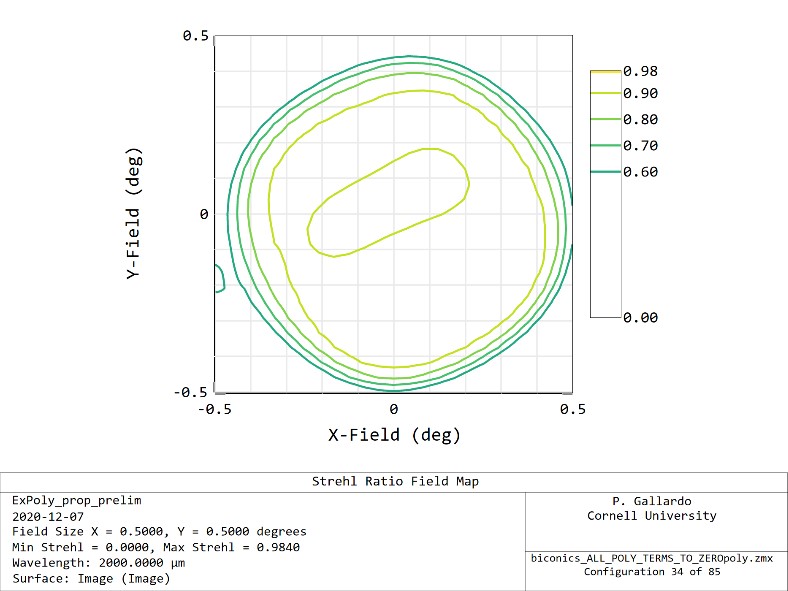 0.5
0
-0.5
Y-Field (deg)
-0.5
0
0.5
X-Field (deg)
0.98
0.90
0.80
0.70
0.60
0.00
Strehl Ratio Field Map
ExPoly_prop_prelim
2020-12-07
Field Size X = 0.5000, Y = 0.5000 degrees
Min Strehl = 0.0000, Max Strehl = 0.9840
Wavelength: 2000.0000 µm
Surface: Image (Image)
P. Gallardo
Cornell University
biconics_ALL_POLY_TERMS_TO_ZEROpoly.zmx
Configuration 34 of 85